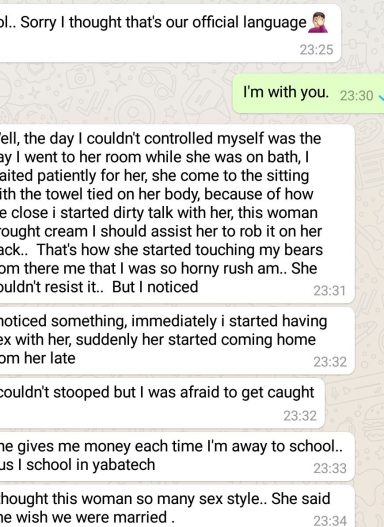 ol.. Sorry I thought that's our official language🤦
23:25
I'm with you. 23:30
ell, the day I couldn't controlled myself was the
ay I went to her room while she was on bath, I
aited patiently for her, she come to the sitting
ith the towel tied on her body, because of how
e close i started dirty talk with her, this woman
rought cream I should assist her to rob it on her
ack.. That's how she started touching my bears
om there me that I was so horny rush am.. She
ouldn't resist it.. But I noticed
23:31
noticed something, immediately i started having
ex with her, suddenly her started coming home
om her late
23:32
couldn't stooped but I was afraid to get caught
23:32
he gives me money each time I'm away to school..
us I school in yabatech
23:33
thought this woman so many sex style.. She said
he wish we were married .
23:34